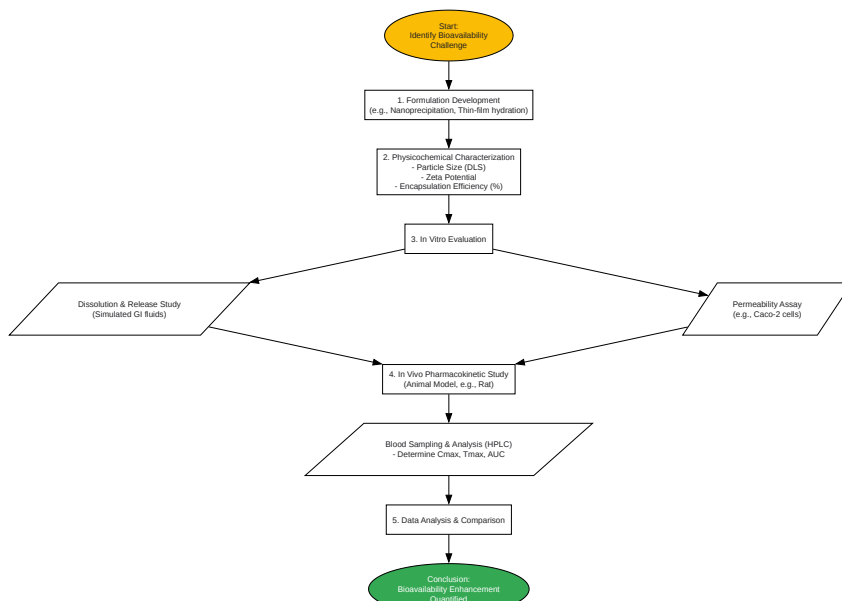 Start:
Identify Bioavailability
Challenge
1. Formulation Development
(e.g., Nanoprecipitation, Thin-film hydration)
2. Physicochemical Characterization
- Particle Size (DLS)
- Zeta Potential
- Encapsulation Efficiency (%)
3. In Vitro Evaluation
Dissolution & Release Study
(Simulated GI fluids)
Permeability Assay
(e.g., Caco-2 cells)
4. In Vivo Pharmacokinetic Study
(Animal Model, e.g., Rat)
Blood Sampling & Analysis (HPLC)
- Determine Cmax, Tmax, AUC
5. Data Analysis & Comparison
Conclusion:
Bioavailability Enhancement
Quantified